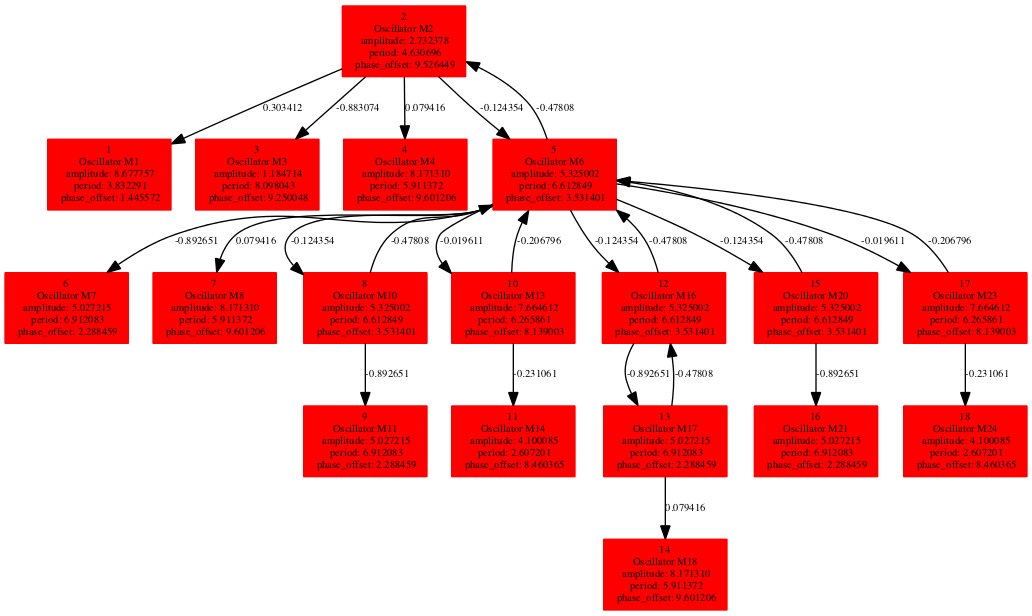 2
Oscillator M2
amplitude: 2.732378
period: 4.630696
phase_offset: 9.526449
0.303412
-0.883074
0.079416
-0.124354
-0.47808
1
Oscillator M1
amplitude: 8.677757
period: 3.832291
phase_offset: 1.445572
3
Oscillator M3
amplitude: 1.184714
period: 8.098043
phase_offset: 9.250048
4
Oscillator M4
amplitude: 8.171310
period: 5.911372
phase_offset: 9.601206
5
Oscillator M6
amplitude: 5.325002
period: 6.612849
phase_offset: 3.531401
-0.892651
0.079416
-0.124354
-0.47808
-0.019611
-0.206796
-0.124354
-0.47808
-0.124354
-0.47808
-0.019611
-0.206796
6
Oscillator M7
amplitude: 5.027215
period: 6.912083
phase_offset: 2.288459
7
Oscillator M8
amplitude: 8.171310
period: 5.911372
phase_offset: 9.601206
8
Oscillator M10
amplitude: 5.325002
period: 6.612849
phase_offset: 3.531401
10
Oscillator M13
amplitude: 7.664612
period: 6.265861
phase_offset: 8.139003
12
Oscillator M16
amplitude: 5.325002
period: 6.612849
phase_offset: 3.531401
15
Oscillator M20
amplitude: 5.325002
period: 6.612849
phase_offset: 3.531401
17
Oscillator M23
amplitude: 7.664612
period: 6.265861
phase_offset: 8.139003
-0.892651
-0.231061
-0.892651
-0.47808
-0.892651
-0.231061
9
Oscillator M11
amplitude: 5.027215
period: 6.912083
phase_offset: 2.288459
11
Oscillator M14
amplitude: 4.100085
period: 2.607201
phase_offset: 8.460365
13
Oscillator M17
amplitude: 5.027215
period: 6.912083
phase_offset: 2.288459
16
Oscillator M21
amplitude: 5.027215
period: 6.912083
phase_offset: 2.288459
18
Oscillator M24
amplitude: 4.100085
period: 2.607201
phase_offset: 8.460365
0.079416
14
Oscillator M18
amplitude: 8.171310
period: 5.911372
phase_offset: 9.601206